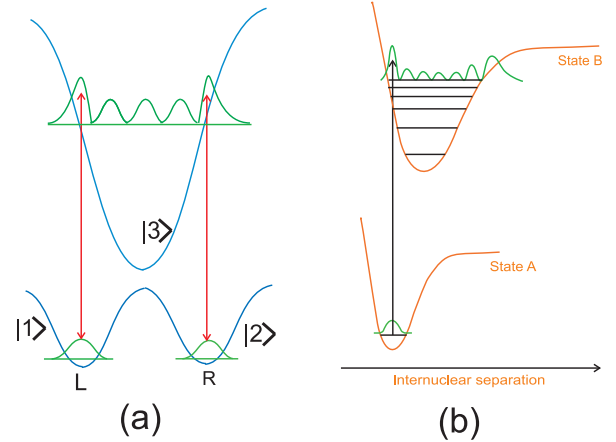 State B
|3>
State A
|1>
|2>
L
R
Internuclear separation
(a)
(b)